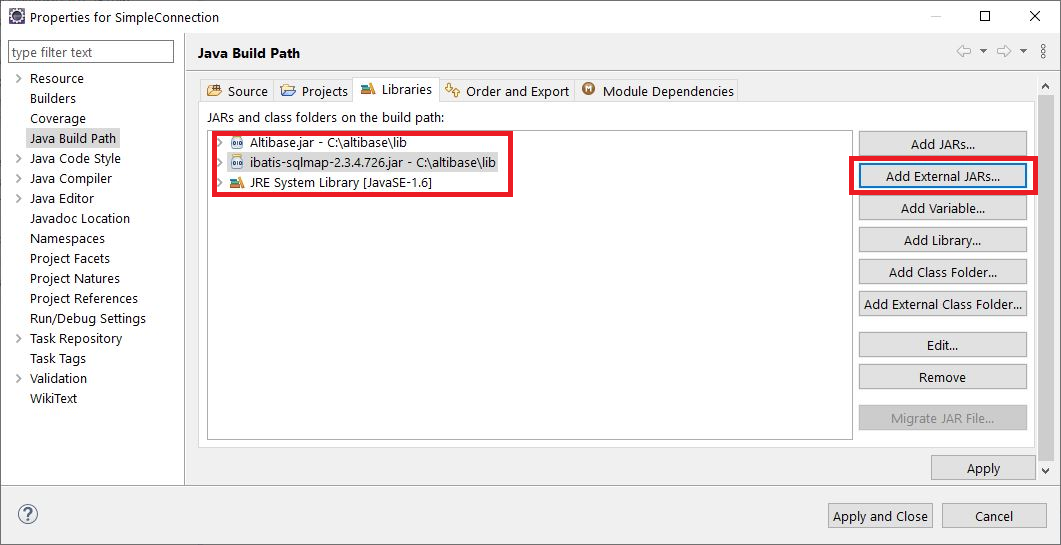 Properties for SimpleConnection
type filter text
Resource
Builders
Coverage
Java Build Path
Java Code Style
Java Compiler
Java Editor
Javadoc Location
Namespaces
Project Facets
Project Natures
Project References
Run/Debug Settings
Task Repository
Task Tags
Validation
WikiText
Java Build Path
Source Projects Libraries Order and Export Module Dependencies
JARs and class folders on the build path:
Altibase.jar - C:\altibase\lib
ibatis-sqlmap-2.3.4.726.jar - C:\altibase\lib
JRE System Library [JavaSE-1.6]
Add JARs...
Add External JARs...
Add Variable...
Add Library...
Add Class Folder...
Add External Class Folder...
Edit...
Remove
Migrate JAR File...
Apply
Apply and Close Cancel